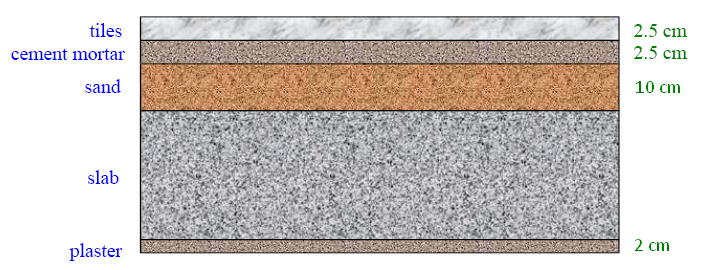 tiles 2.5 cm
cement mortar 2.5 cm
sand 10 cm
slab
plaster 2 cm